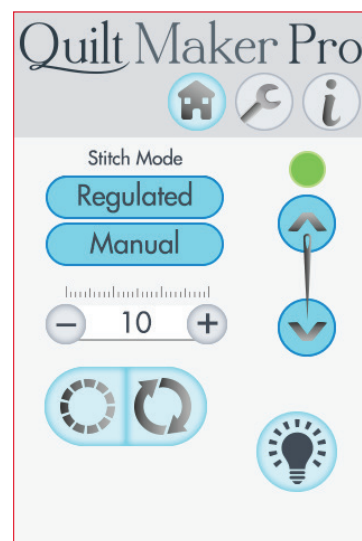 Quilt Maker Pro
i
Stitch Mode
Regulated
Manual
− 10 +